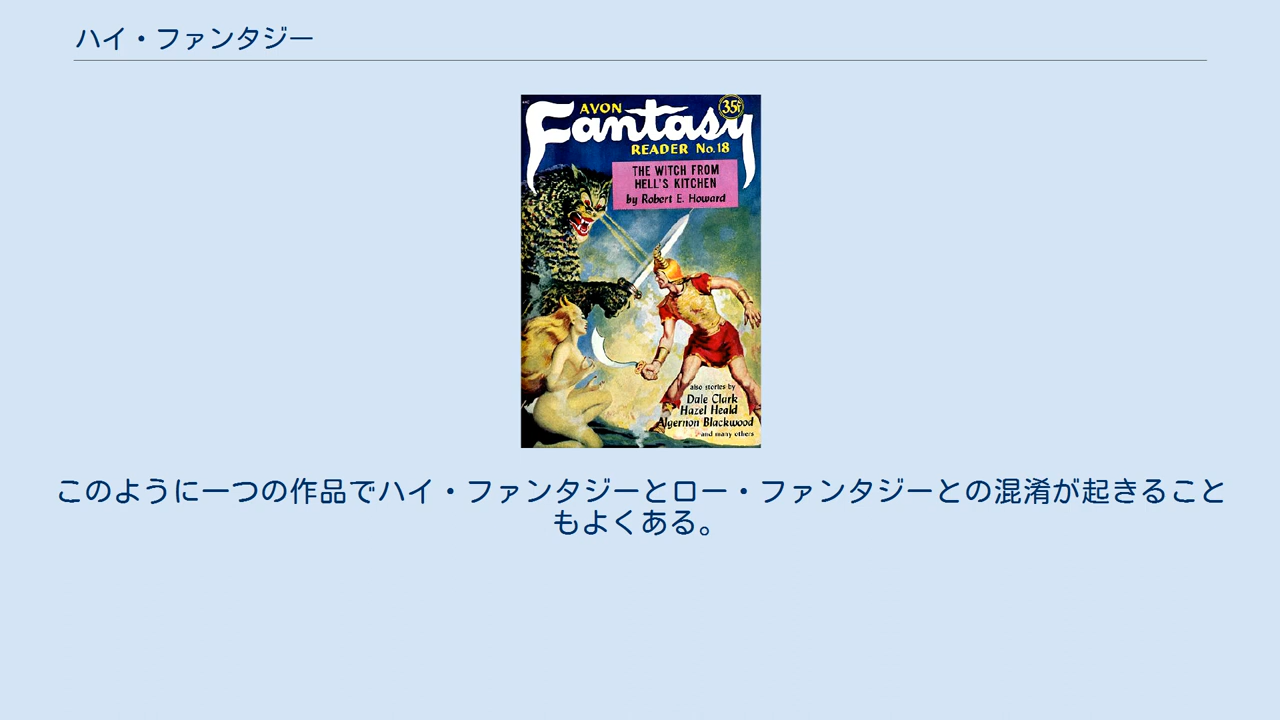 ハイ・ファンタジー
AVON
35¢
Fantasy
READER No.18
THE WITCH FROM
HELL'S KITCHEN
by Robert E. Howard
also stories by
Dale Clark
Hazel Heald
Algernon Blackwood
and many others
このように一つの作品でハイ・ファンタジーとロー・ファンタジーとの混淆が起きること
もよくある。